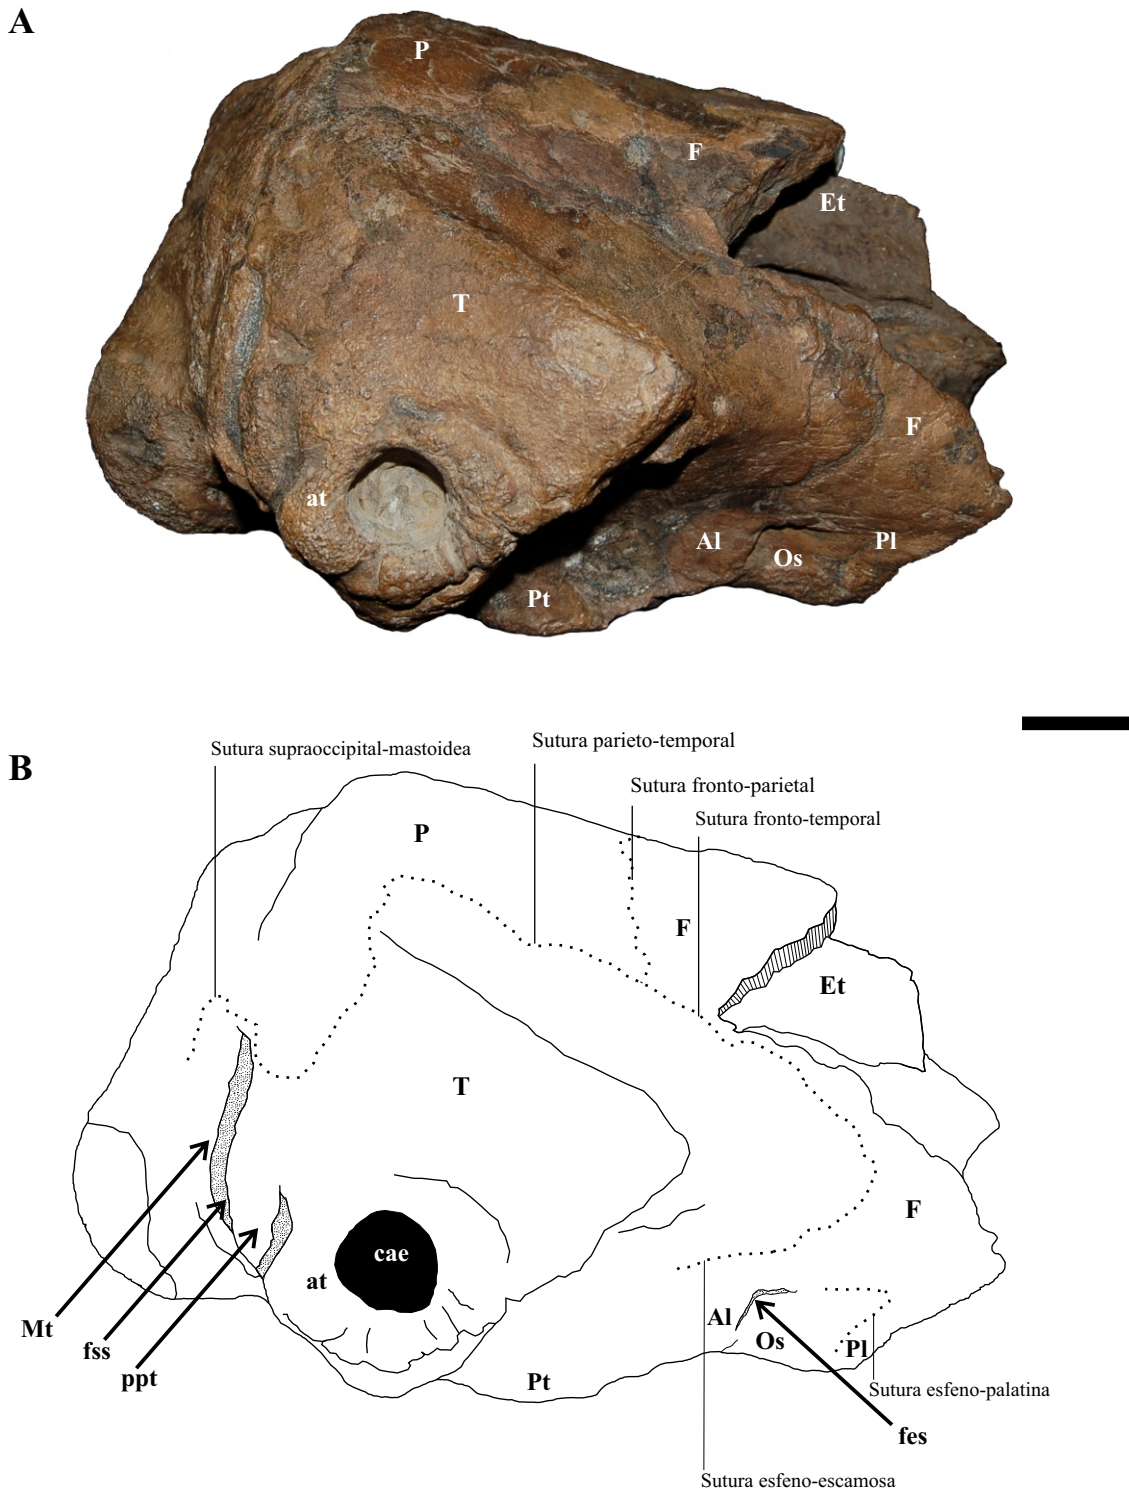 A
P
F
Et
T
F
at
Al
Os
Pl
Pt
B
Sutura supraoccipital-mastoidea
Sutura parieto-temporal
Sutura fronto-parietal
Sutura fronto-temporal
P
F
Et
T
F
cae
at
Al
Os
Pl
Mt
fss
ppt
Pt
Sutura esfeno-palatina
fes
Sutura esfeno-escamosa